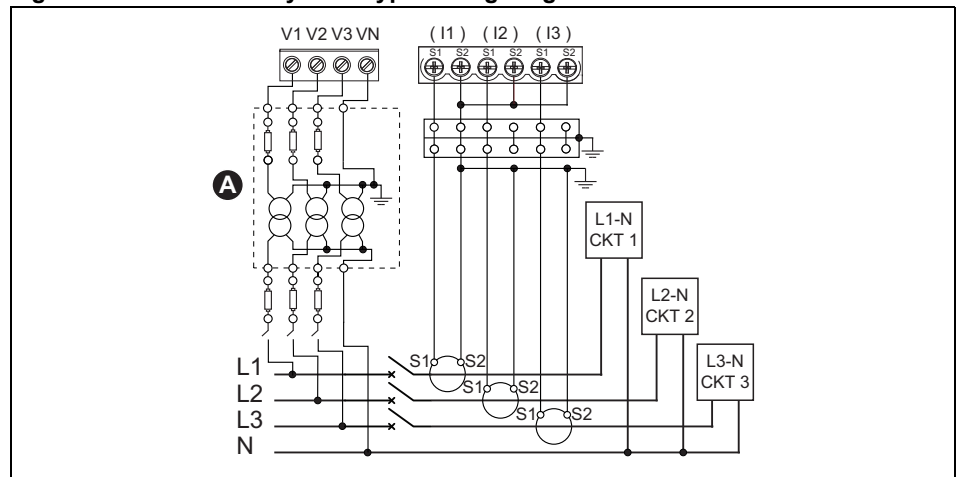 V1 V2 V3 VN
( I1 ) ( I2 ) ( I3 )
S1 S2 S1 S2 S1 S2
A
L1-N
CKT 1
L2-N
CKT 2
L3-N
CKT 3
L1 S1 S2
L2 S1 S2
L3 S1 S2
N